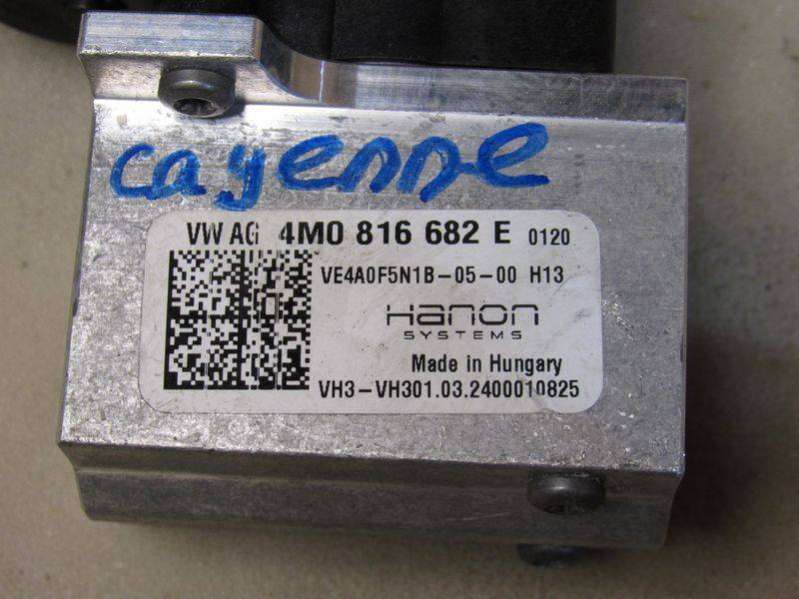 cayenne
VW AG 4M0 816 682 E 0120
VE4A0F5N1B-05-00 H13
Hanon
SYSTEMS
Made in Hungary
VH3-VH301.03.2400010825